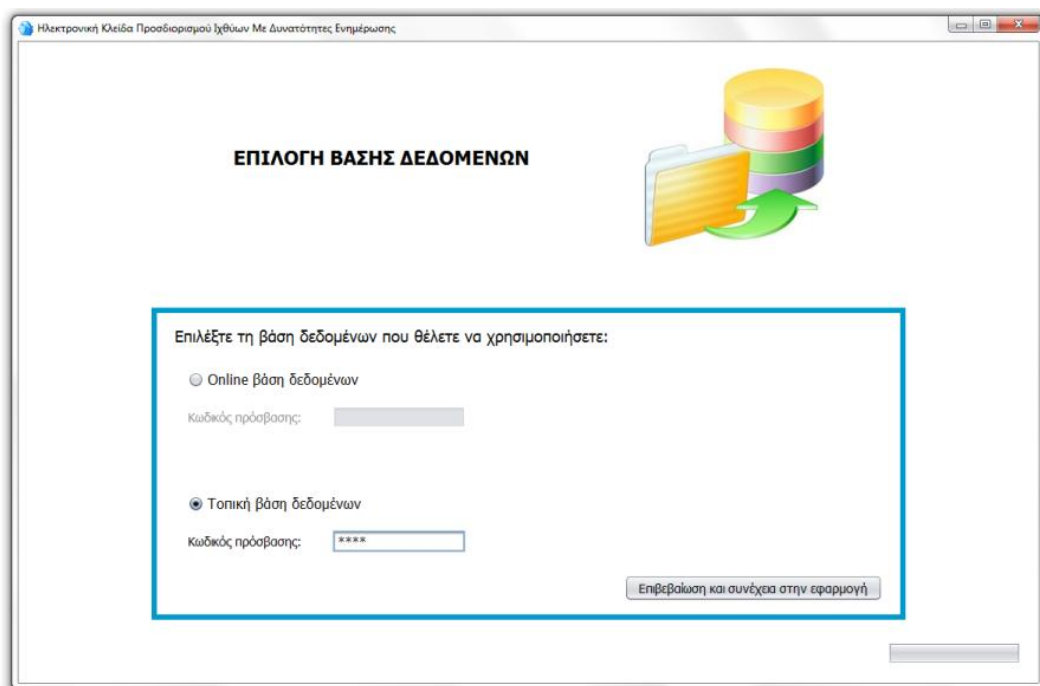 Ηλεκτρονική Κλείδα Προσδιορισμού Ιχθύων Με Δυνατότητες Ενημέρωσης
ΕΠΙΛΟΓΗ ΒΑΣΗΣ ΔΕΔΟΜΕΝΩΝ
Επιλέξτε τη βάση δεδομένων που θέλετε να χρησιμοποιήσετε:
Online βάση δεδομένων
Κωδικός πρόσβασης:
Τοπική βάση δεδομένων
Κωδικός πρόσβασης: ****
Επιβεβαίωση και συνέχεια στην εφαρμογή